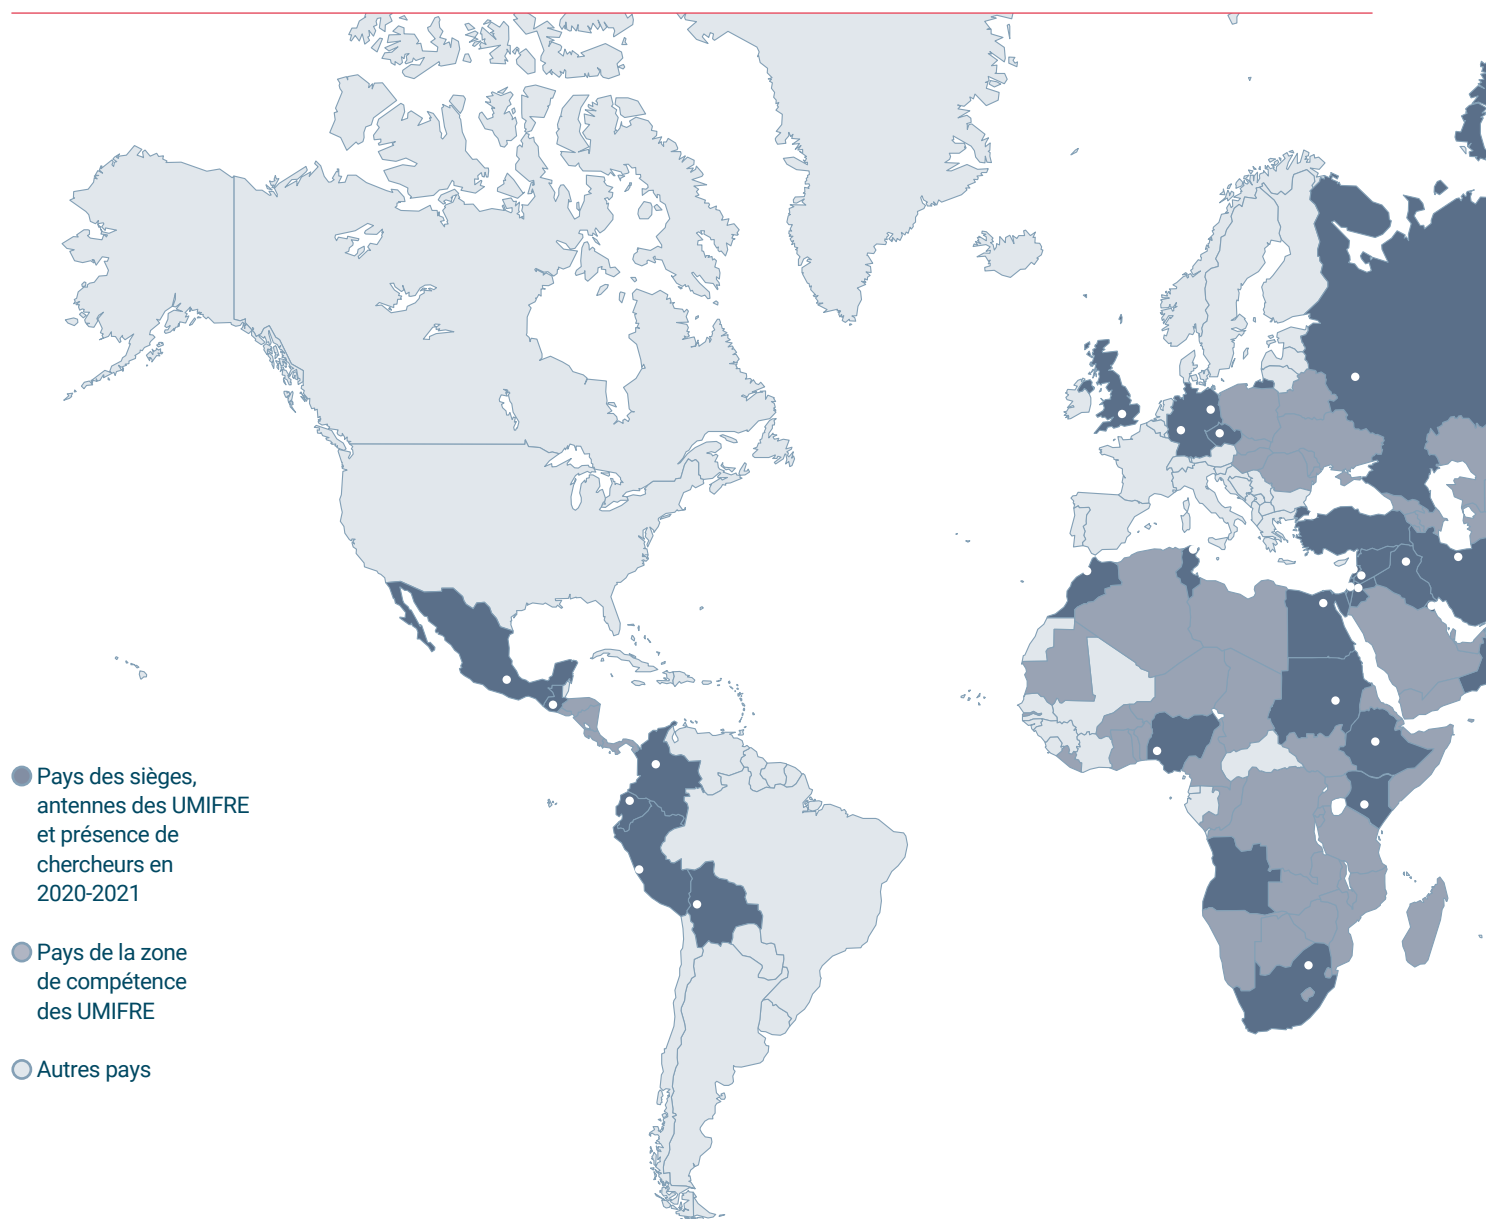 Pays des sièges,
antennes des UMIFRE
et présence de
chercheurs en
2020-2021
Pays de la zone
de compétence
des UMIFRE
Autres pays